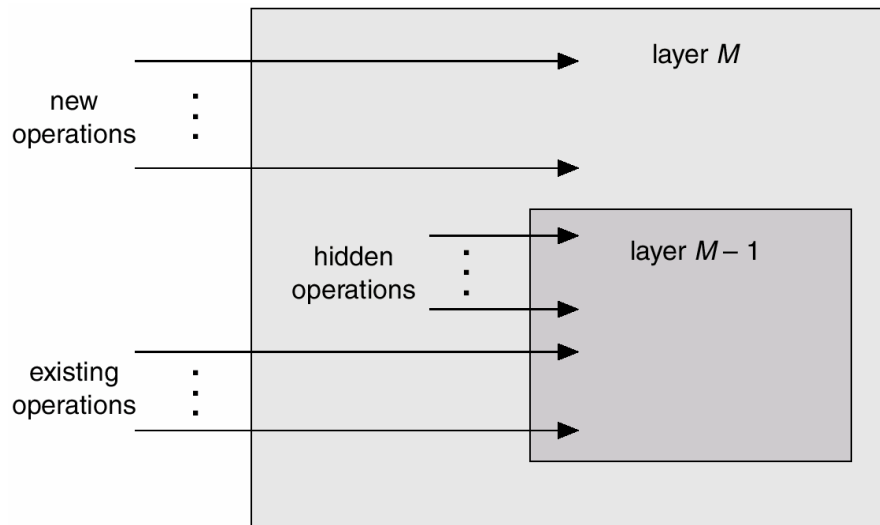 layer M
new
operations
hidden
operations
layer M – 1
existing
operations